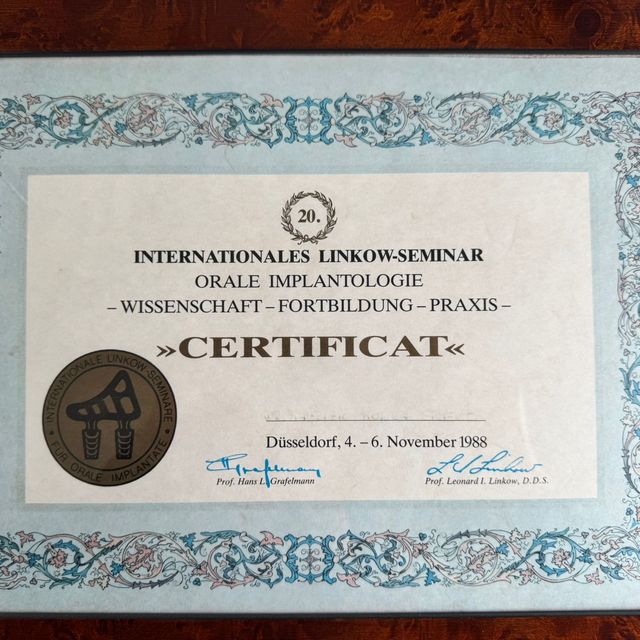 20.
INTERNATIONALES LINKOW-SEMINAR
ORALE IMPLANTOLOGIE
– WISSENSCHAFT – FORTBILDUNG – PRAXIS –
»CERTIFICAT«
INTERNATIONALE LINKOW-SEMINARE
FÜR ORALE IMPLANTATE
Düsseldorf, 4. – 6. November 1988
Prof. Hans L. Grafelmann
Prof. Leonard I. Linkow, D.D.S.